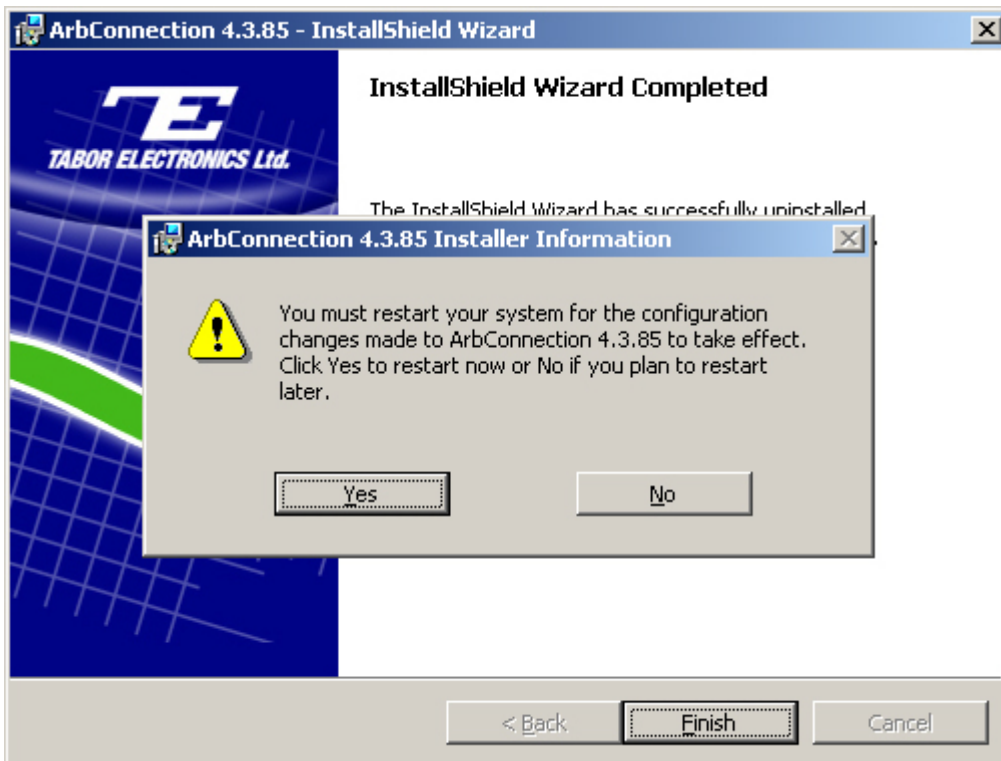 ArbConnection 4.3.85 - InstallShield Wizard
TABOR ELECTRONICS Ltd.
InstallShield Wizard Completed
The InstallShield Wizard has successfully uninstalled
ArbConnection 4.3.85 Installer Information
You must restart your system for the configuration
changes made to ArbConnection 4.3.85 to take effect.
Click Yes to restart now or No if you plan to restart
later.
Yes
No
< Back
Finish
Cancel